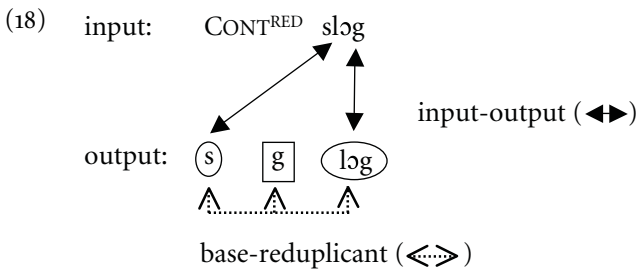 (18) input: CONTᴿᴱᴰ slɔg
input-output (◄►)
output: s g lɔg
base-reduplicant (<┈>)